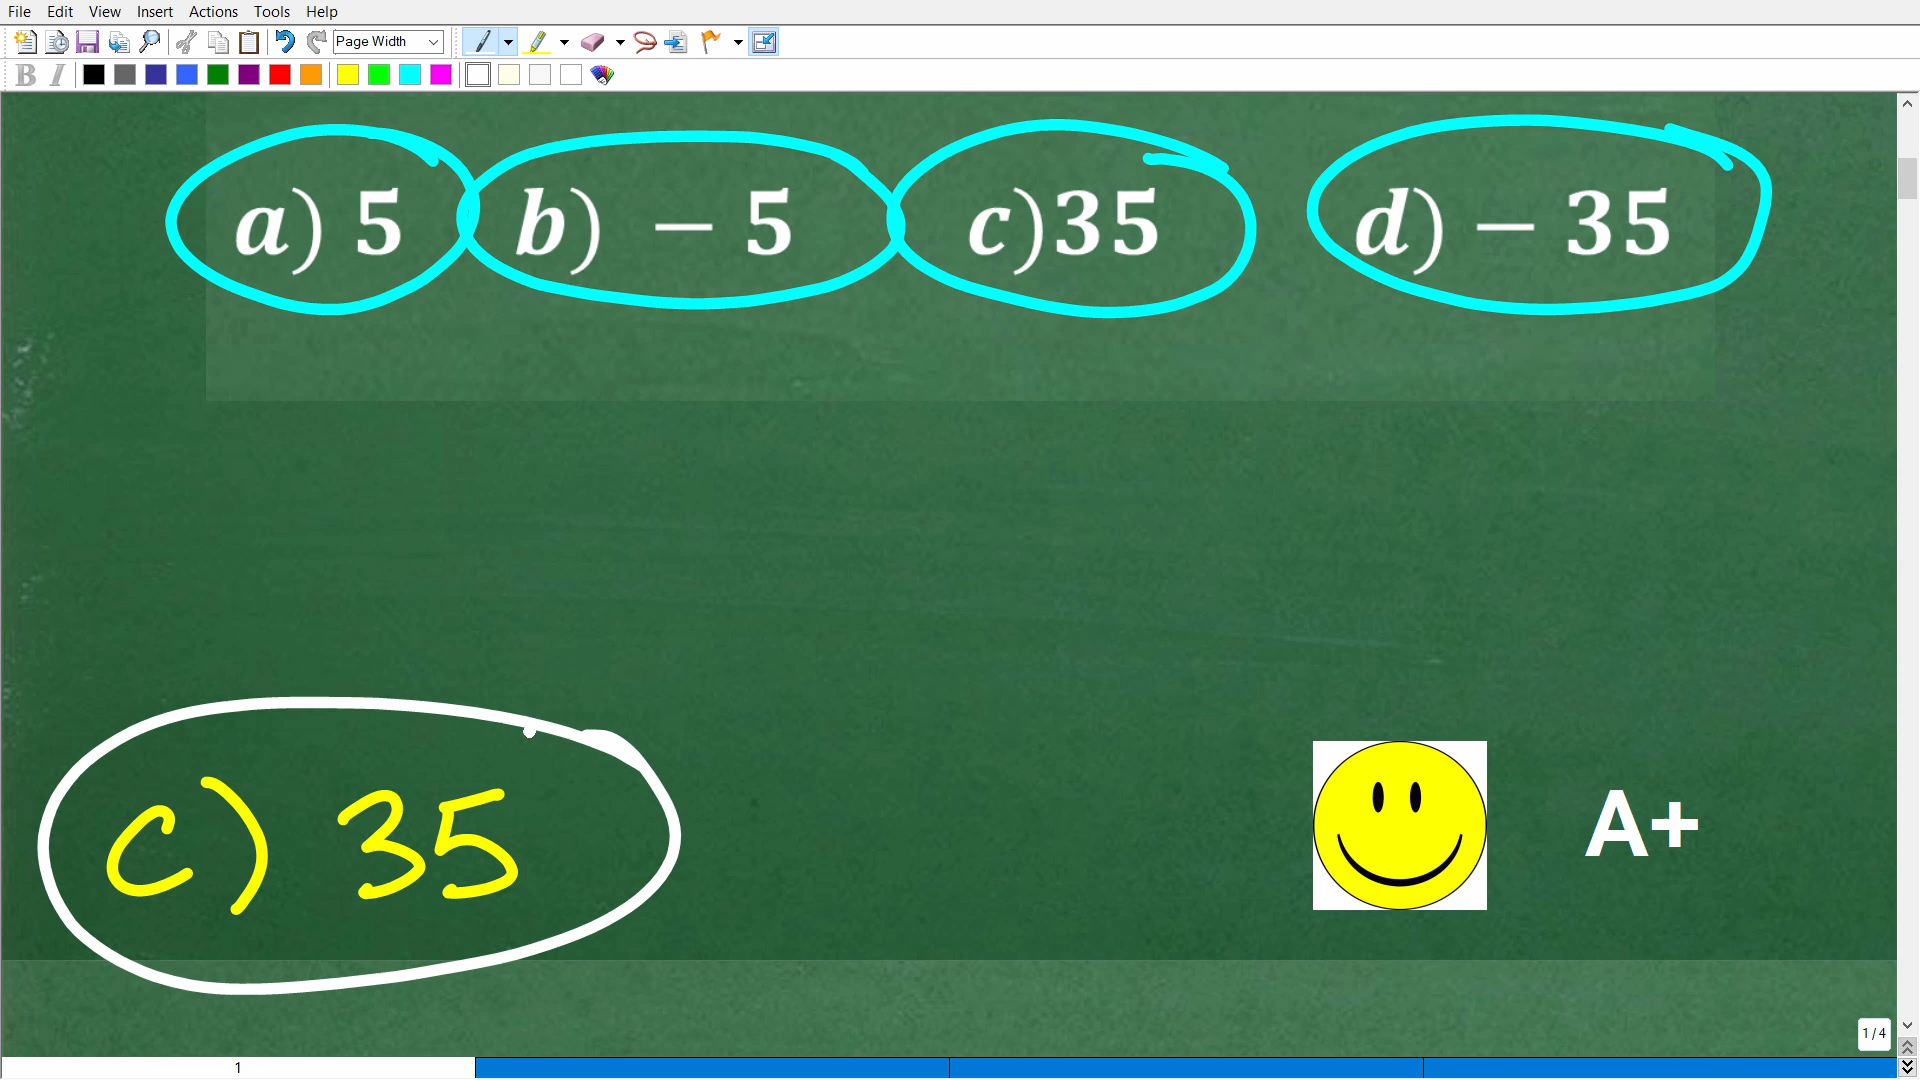 File Edit View Insert Actions Tools Help
Page Width
B I
a) 5 b) − 5 c)35 d) − 35
c) 35
A+
1 / 4
1